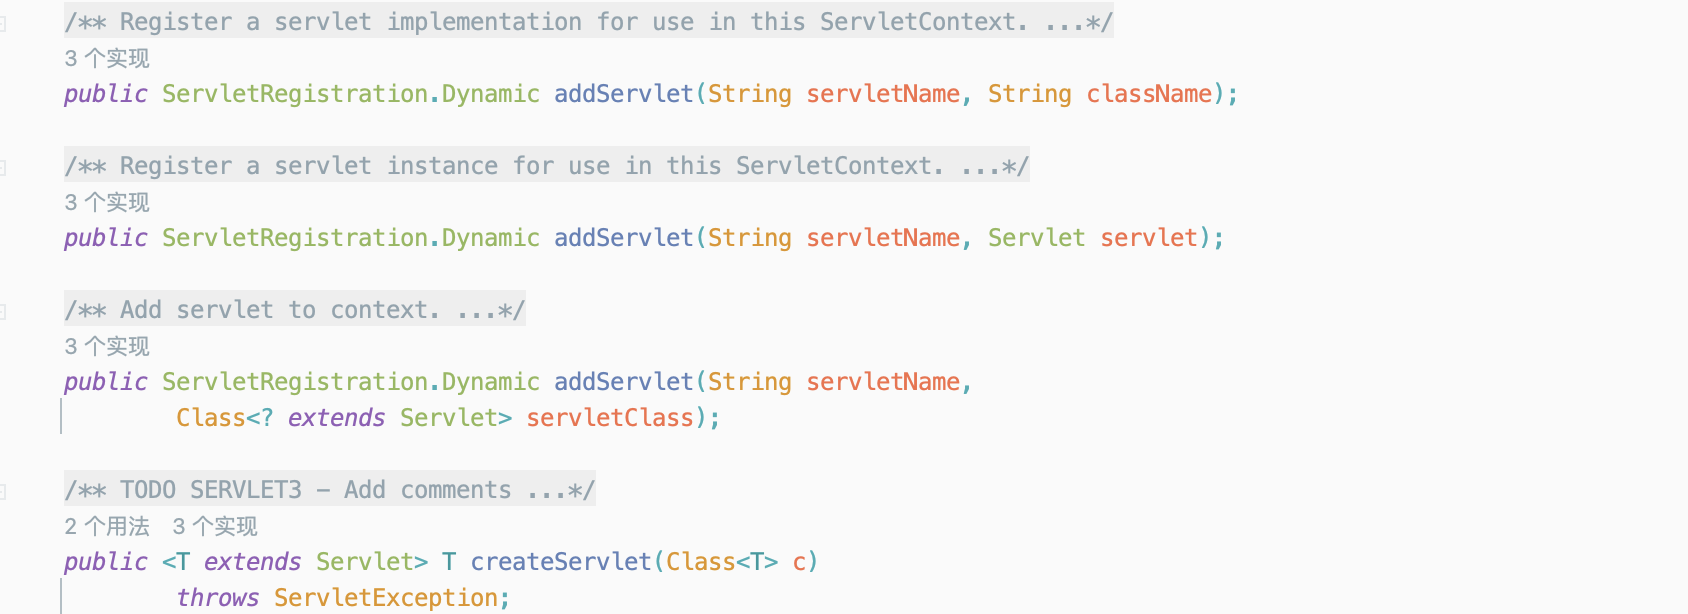 /** Register a servlet implementation for use in this ServletContext. ...*/
3 个实现
public ServletRegistration.Dynamic addServlet(String servletName, String className);
/** Register a servlet instance for use in this ServletContext. ...*/
3 个实现
public ServletRegistration.Dynamic addServlet(String servletName, Servlet servlet);
/** Add servlet to context. ...*/
3 个实现
public ServletRegistration.Dynamic addServlet(String servletName,
Class<? extends Servlet> servletClass);
/** TODO SERVLET3 – Add comments ...*/
2 个用法 3 个实现
public <T extends Servlet> T createServlet(Class<T> c)
throws ServletException;